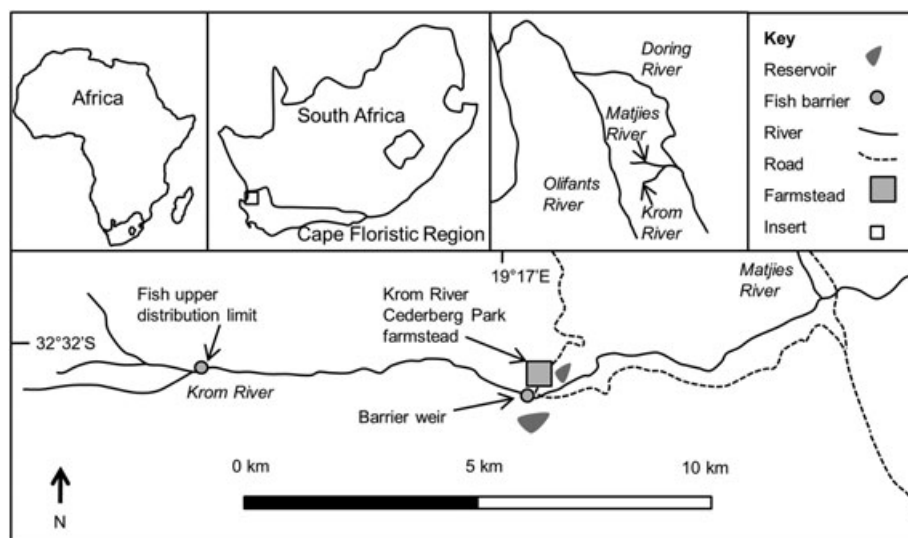 Africa
South Africa
Cape Floristic Region
Doring
River
Matjies
River
Olifants
River
Krom
River
Key
Reservoir
Fish barrier
River
Road
Farmstead
Insert
19°17'E
Matjies
River
Fish upper
distribution limit
Krom River
Cederberg Park
farmstead
32°32'S
Krom River
Barrier weir
0 km
5 km
10 km
N